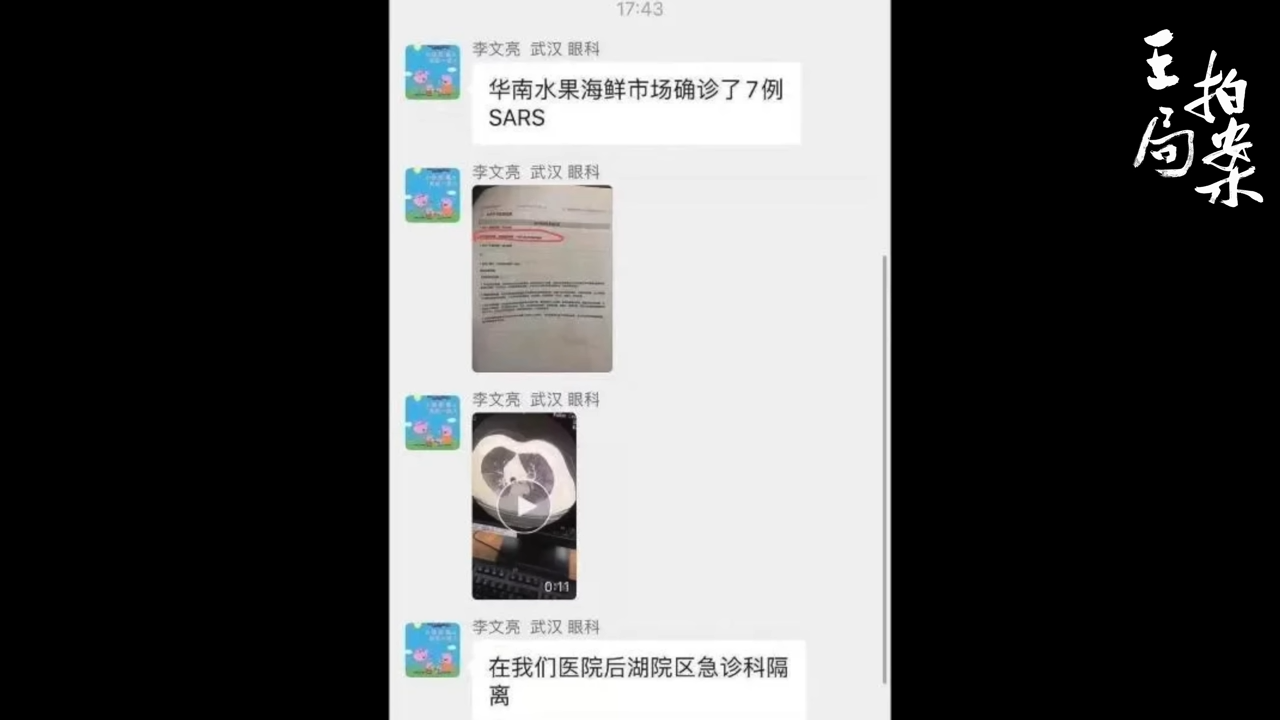 17:43
李文亮 武汉 眼科
华南水果海鲜市场确诊了7例
SARS
李文亮 武汉 眼科
李文亮 武汉 眼科
0:11
李文亮 武汉 眼科
在我们医院后湖院区急诊科隔
离
王局
拍案